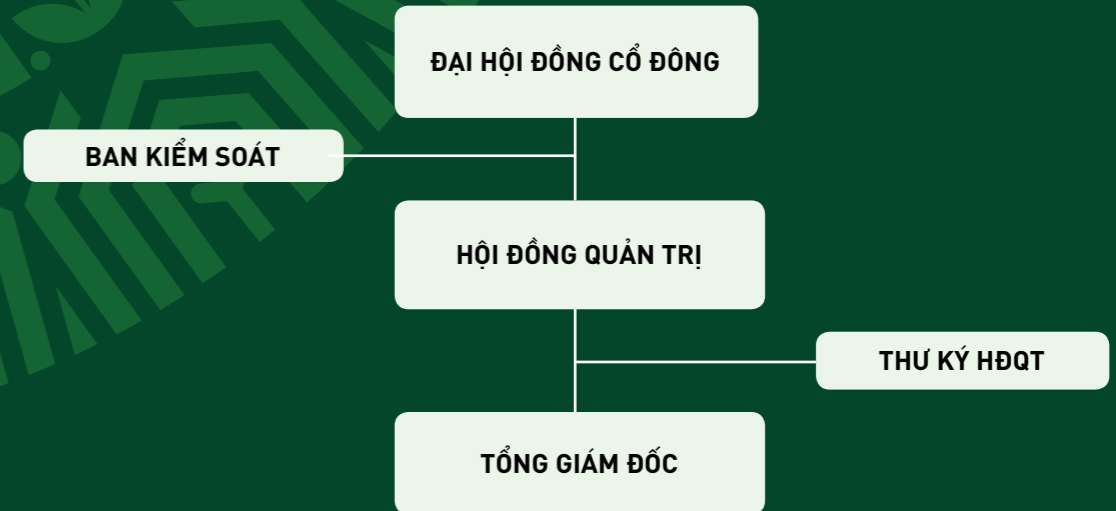 ĐẠI HỘI ĐỒNG CỔ ĐÔNG
BAN KIỂM SOÁT
HỘI ĐỒNG QUẢN TRỊ
THƯ KÝ HĐQT
TỔNG GIÁM ĐỐC